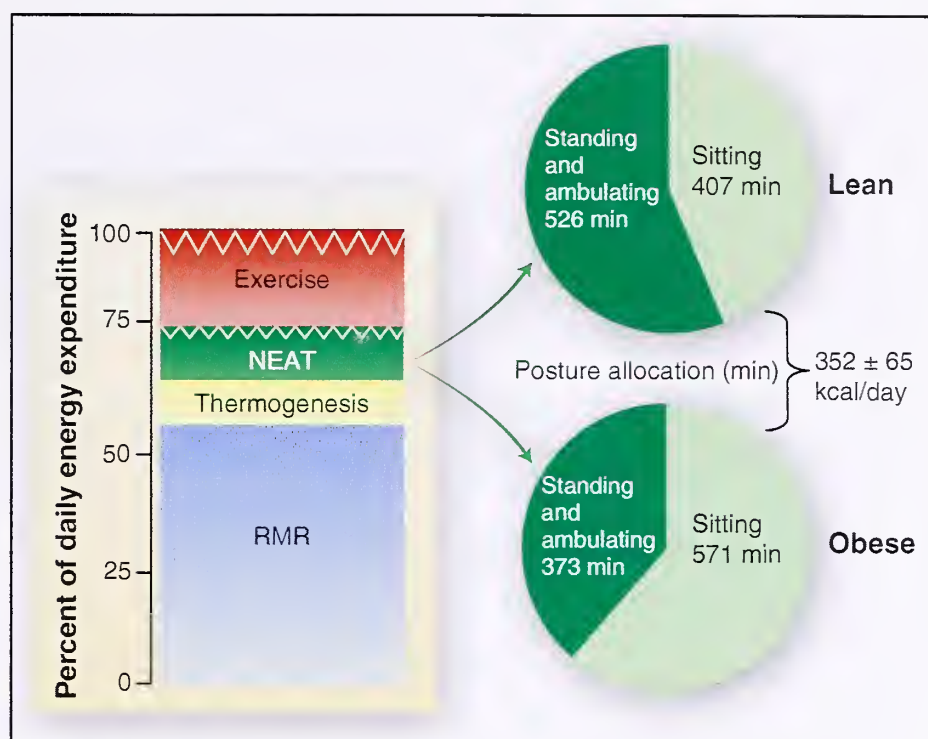 Percent of daily energy expenditure
100
75
50
25
0
Exercise
NEAT
Thermogenesis
RMR
Standing
and
ambulating
526 min
Sitting
407 min
Lean
Posture allocation (min)
352 ± 65
kcal/day
Standing
and
ambulating
373 min
Sitting
571 min
Obese